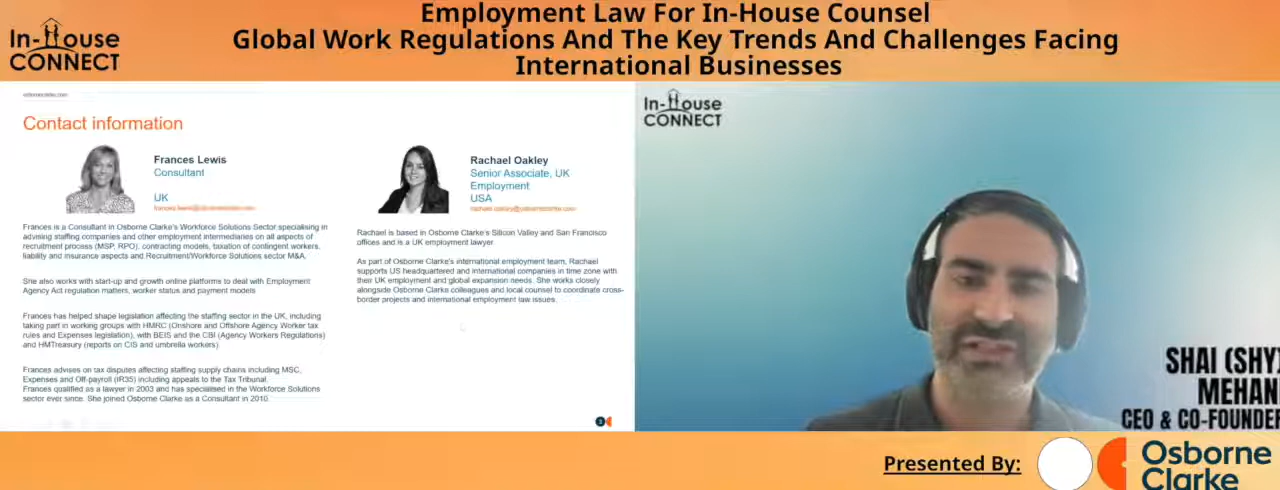 In-House
CONNECT
Employment Law For In-House Counsel
Global Work Regulations And The Key Trends And Challenges Facing
International Businesses
osborneclarke.com
Contact information
Frances Lewis
Consultant
UK
frances.lewis@osborneclarke.com
Frances is a Consultant in Osborne Clarke's Workforce Solutions Sector specialising in
advising staffing companies and other employment intermediaries on all aspects of
recruitment process (MSP, RPO). contracting models, taxation of contingent workers,
liability and insurance aspects and Recruitment/Workforce Solutions sector M&A.
She also works with start-up and growth online platforms to deal with Employment
Agency Act regulation matters, worker status and payment models
Frances has helped shape legislation affecting the staffing sector in the UK, including
taking part in working groups with HMRC (Onshore and Offshore Agency Worker tax
rules and Expenses legislation), with BEIS and the CBI (Agency Workers Regulations)
and HMTreasury (reports on CIS and umbrella workers)
Frances advises on tax disputes affecting staffing supply chains including MSC,
Expenses and Off-payroll (IR35) including appeals to the Tax Tribunal.
Frances qualified as a lawyer in 2003 and has specialised in the Workforce Solutions
sector ever since. She joined Osborne Clarke as a Consultant in 2010.
Rachael Oakley
Senior Associate, UK
Employment
USA
rachael.oakley@osborneclarke.com
Rachael is based in Osborne Clarke's Silicon Valley and San Francisco
offices and is a UK employment lawyer
As part of Osborne Clarke's international employment team, Rachael
supports US headquartered and international companies in time zone with
their UK employment and global expansion needs. She works closely
alongside Osborne Clarke colleagues and local counsel to coordinate cross-
border projects and international employment law issues.
In-House
CONNECT
SHAI (SHY)
MEHANI
CEO & CO-FOUNDER
Presented By:
Osborne
Clarke